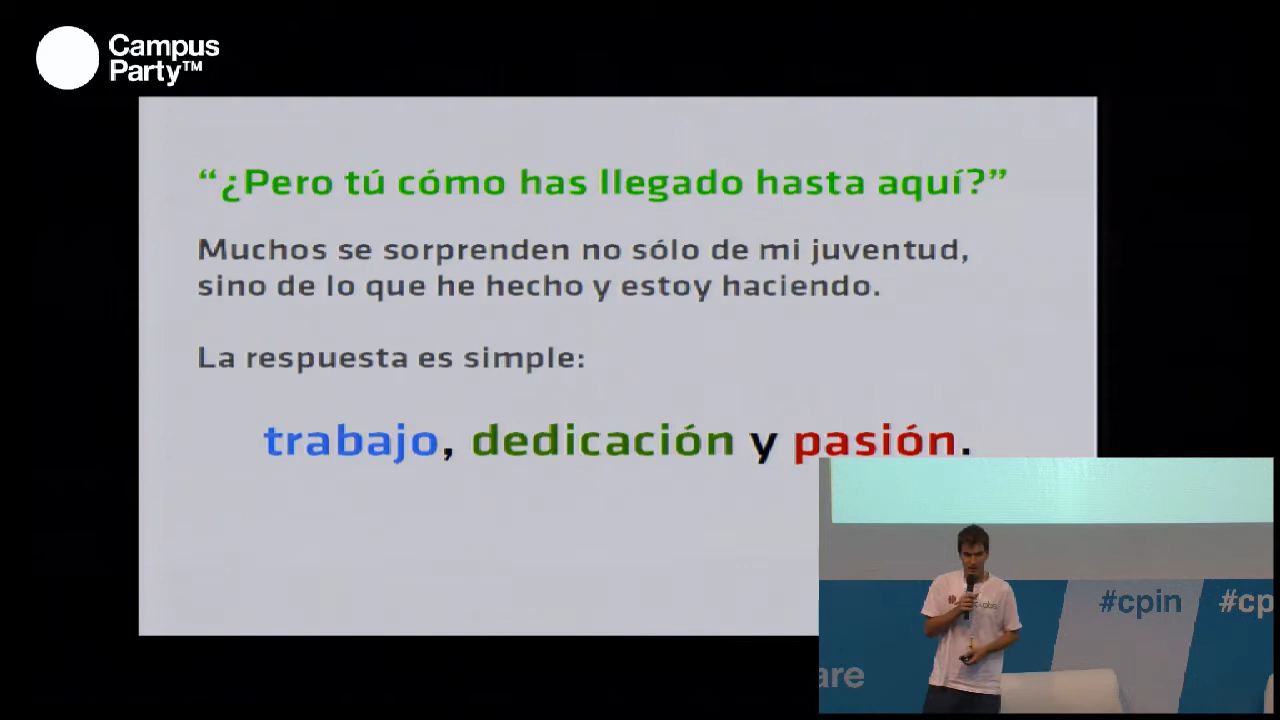 Campus
Party™
“¿Pero tú cómo has llegado hasta aquí?”
Muchos se sorprenden no sólo de mi juventud,
sino de lo que he hecho y estoy haciendo.
La respuesta es simple:
trabajo, dedicación y pasión.
#cpin #cp
are